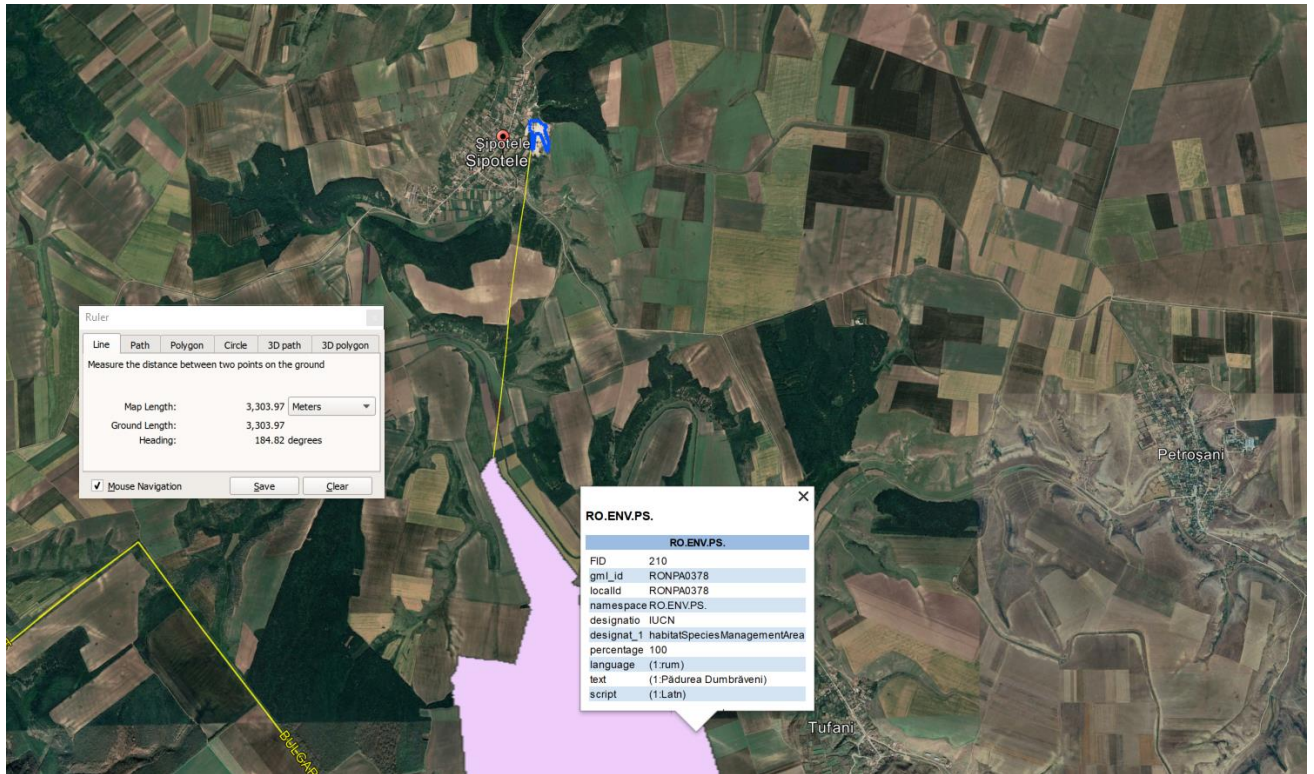 Şipotele
Şipotele
Ruler
Line Path Polygon Circle 3D path 3D polygon
Measure the distance between two points on the ground
Map Length: 3,303.97 Meters
Ground Length: 3,303.97
Heading: 184.82 degrees
Mouse Navigation Save Clear
Petroșani
RO.ENV.PS.
RO.ENV.PS.
FID 210
gml_id RONPA0378
localId RONPA0378
namespace RO.ENV.PS.
designatio IUCN
designat_1 habitatSpeciesManagementArea
percentage 100
language (1:rum)
text (1:Pădurea Dumbrăveni)
script (1:Latn)
Tufani
BULGAR